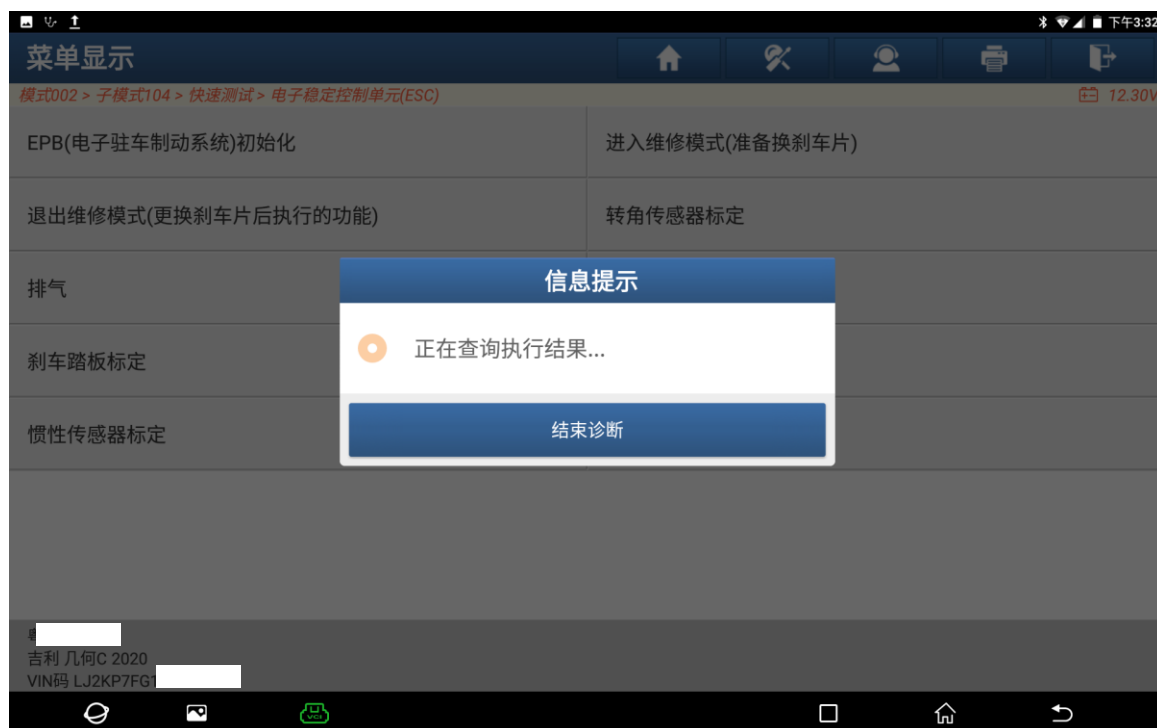 下午3:32
菜单显示
模式002 > 子模式104 > 快速测试 > 电子稳定控制单元(ESC)
12.30V
EPB(电子驻车制动系统)初始化
进入维修模式(准备换刹车片)
退出维修模式(更换刹车片后执行的功能)
转角传感器标定
排气
信息提示
正在查询执行结果...
刹车踏板标定
惯性传感器标定
结束诊断
吉利 几何C 2020
VIN码 LJ2KP7FG1
VCI